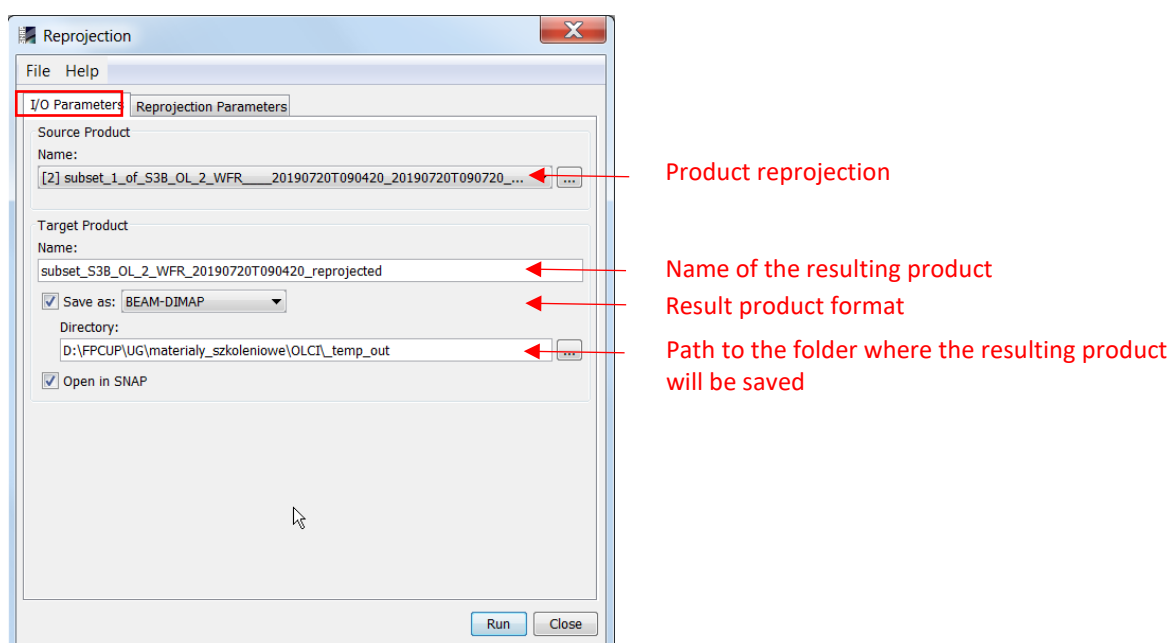 Reprojection
File Help
I/O Parameters Reprojection Parameters
Source Product
Name:
[2] subset_1_of_S3B_OL_2_WFR____20190720T090420_20190720T090720_... ...
Product reprojection
Target Product
Name:
subset_S3B_OL_2_WFR_20190720T090420_reprojected
Name of the resulting product
Save as: BEAM-DIMAP
Result product format
Directory:
D:\FPCUP\UG\materialy_szkoleniowe\OLCI\_temp_out ...
Path to the folder where the resulting product
will be saved
Open in SNAP
Run Close